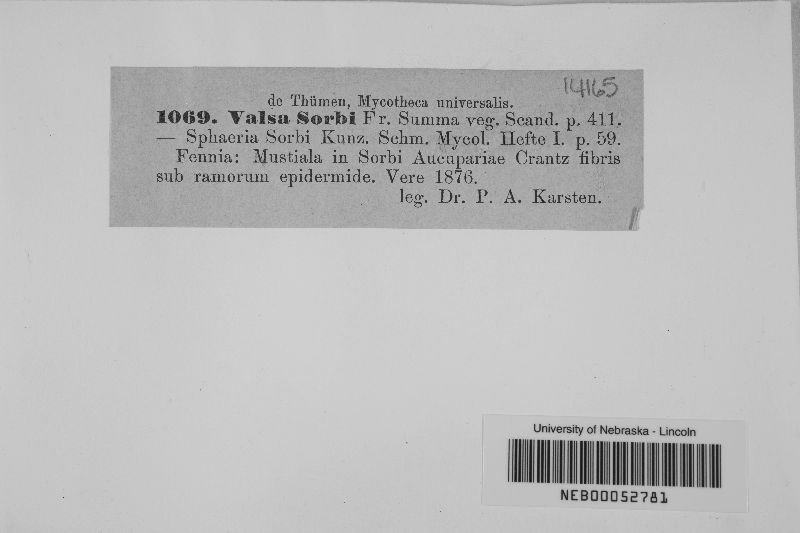 14165
de Thümen, Mycotheca universalis.
1069. Valsa Sorbi Fr. Summa veg. Scand. p. 411.
— Sphaeria Sorbi Kunz. Schm. Mycol. Hefte I. p. 59.
Fennia: Mustiala in Sorbi Aucupariae Crantz fibris
sub ramorum epidermide. Vere 1876.
leg. Dr. P. A. Karsten.
University of Nebraska - Lincoln
NEB00052781